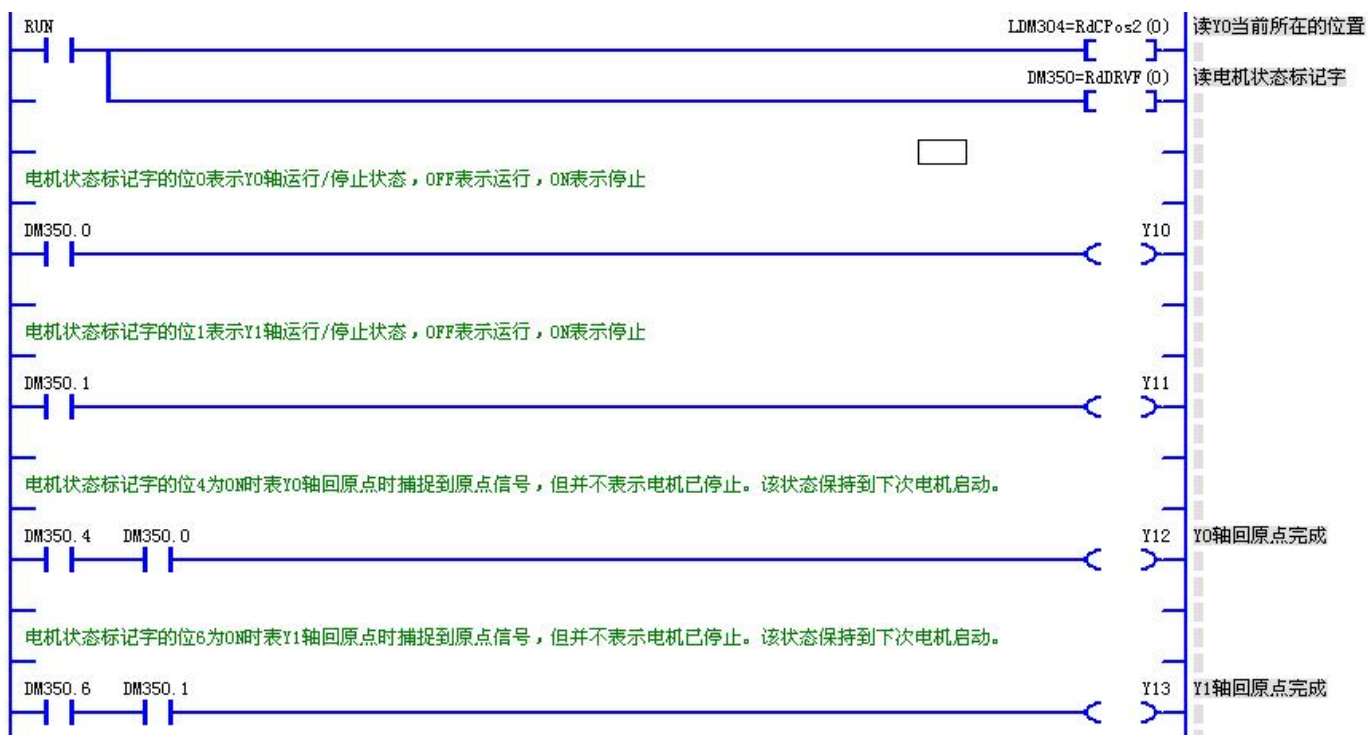 RUN
LDM304=RdCPos2(0)
读Y0当前所在的位置
DM350=RdDRVF(0)
读电机状态标记字
电机状态标记字的位0表示Y0轴运行/停止状态，OFF表示运行，ON表示停止
DM350.0
Y10
电机状态标记字的位1表示Y1轴运行/停止状态，OFF表示运行，ON表示停止
DM350.1
Y11
电机状态标记字的位4为ON时表Y0轴回原点时捕捉到原点信号，但并不表示电机已停止。该状态保持到下次电机启动。
DM350.4 DM350.0
Y12
Y0轴回原点完成
电机状态标记字的位6为ON时表Y1轴回原点时捕捉到原点信号，但并不表示电机已停止。该状态保持到下次电机启动。
DM350.6 DM350.1
Y13
Y1轴回原点完成